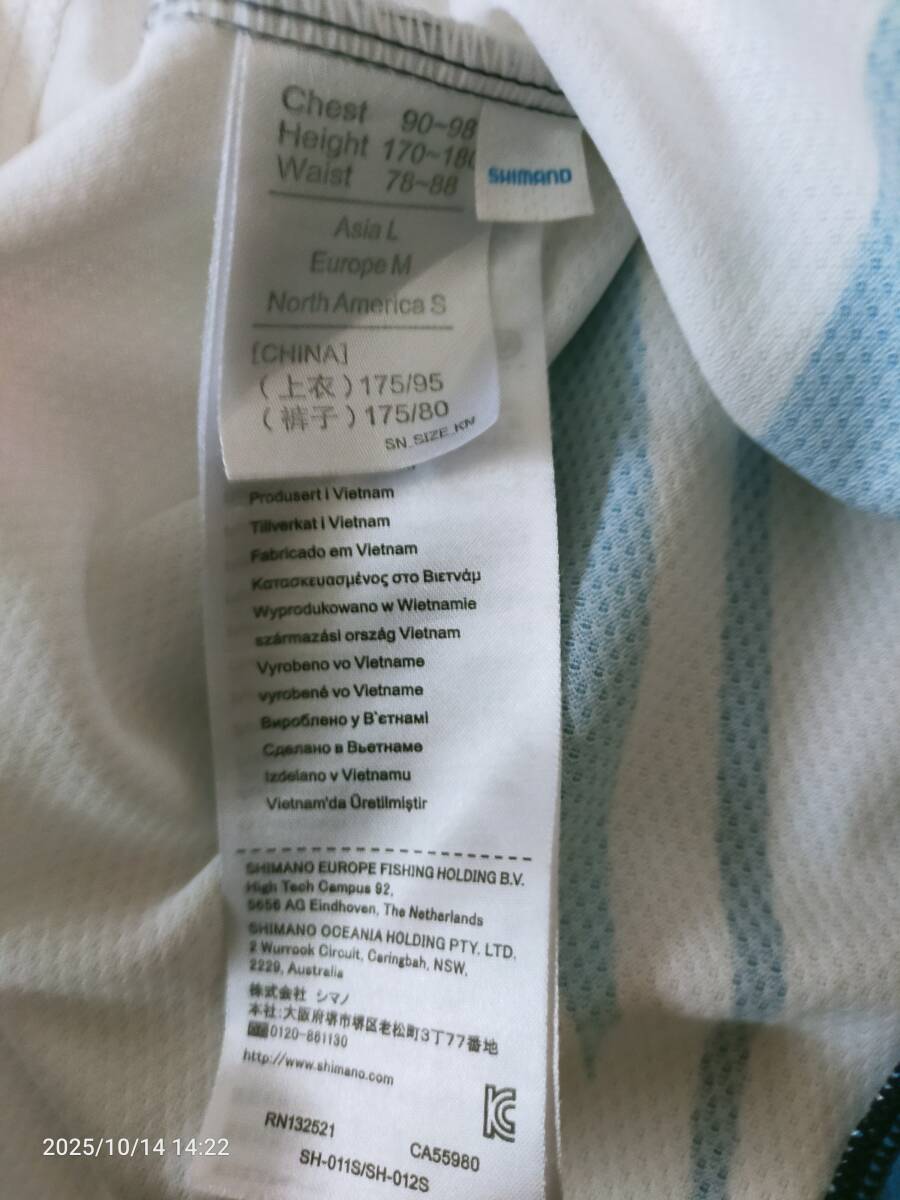 Chest 90~98
Height 170~180
Waist 78~88
SHIMANO
Asia L
Europe M
North America S
[CHINA]
(上衣)175/95
(裤子)175/80
SN_SIZE_KN
Produsert i Vietnam
Tillverkat i Vietnam
Fabricado em Vietnam
Κατασκευασμένος στο Βιετνάμ
Wyprodukowano w Wietnamie
származási ország Vietnam
Vyrobeno vo Vietname
vyrobené vo Vietname
Вироблено у В`єтнамі
Сделано в Вьетнаме
Izdelano v Vietnamu
Vietnam'da Üretilmiştir
SHIMANO EUROPE FISHING HOLDING B.V.
High Tech Campus 92,
5656 AG Eindhoven, The Netherlands
SHIMANO OCEANIA HOLDING PTY. LTD.
2 Wurrook Circuit, Caringbah, NSW,
2229, Australia
株式会社 シマノ
本社:大阪府堺市堺区老松町3丁77番地
0120-861130
http://www.shimano.com
RN132521
CA55980
SH-011S/SH-012S
2025/10/14 14:22